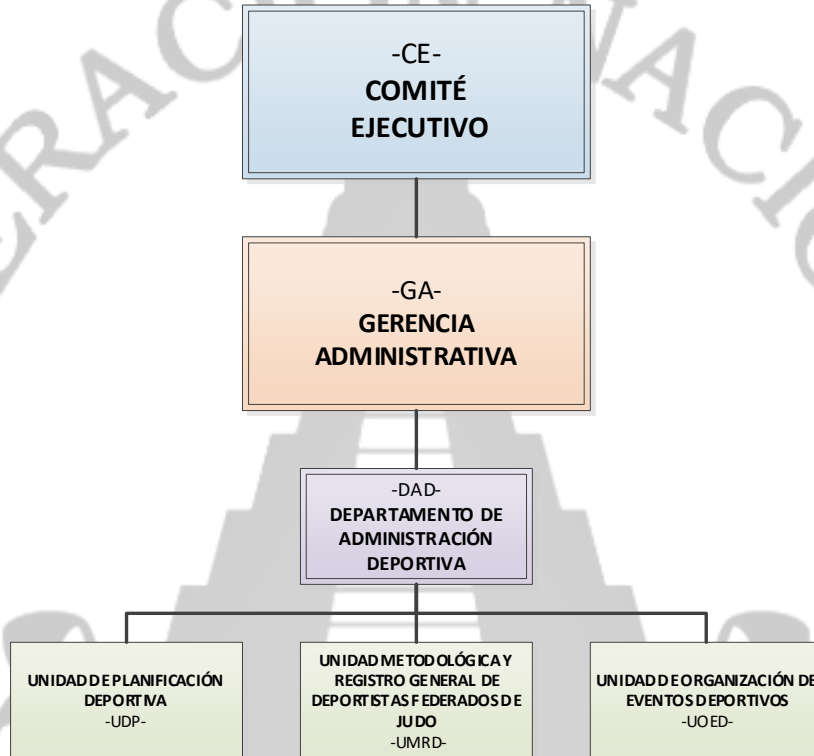 -CE-
COMITÉ
EJECUTIVO
-GA-
GERENCIA
ADMINISTRATIVA
-DAD-
DEPARTAMENTO DE
ADMINISTRACIÓN
DEPORTIVA
UNIDAD DE PLANIFICACIÓN
DEPORTIVA
-UDP-
UNIDAD METODOLÓGICA Y
REGISTRO GENERAL DE
DEPORTISTAS FEDERADOS DE
JUDO
-UMRD-
UNIDAD DE ORGANIZACIÓN DE
EVENTOS DEPORTIVOS
-UOED-